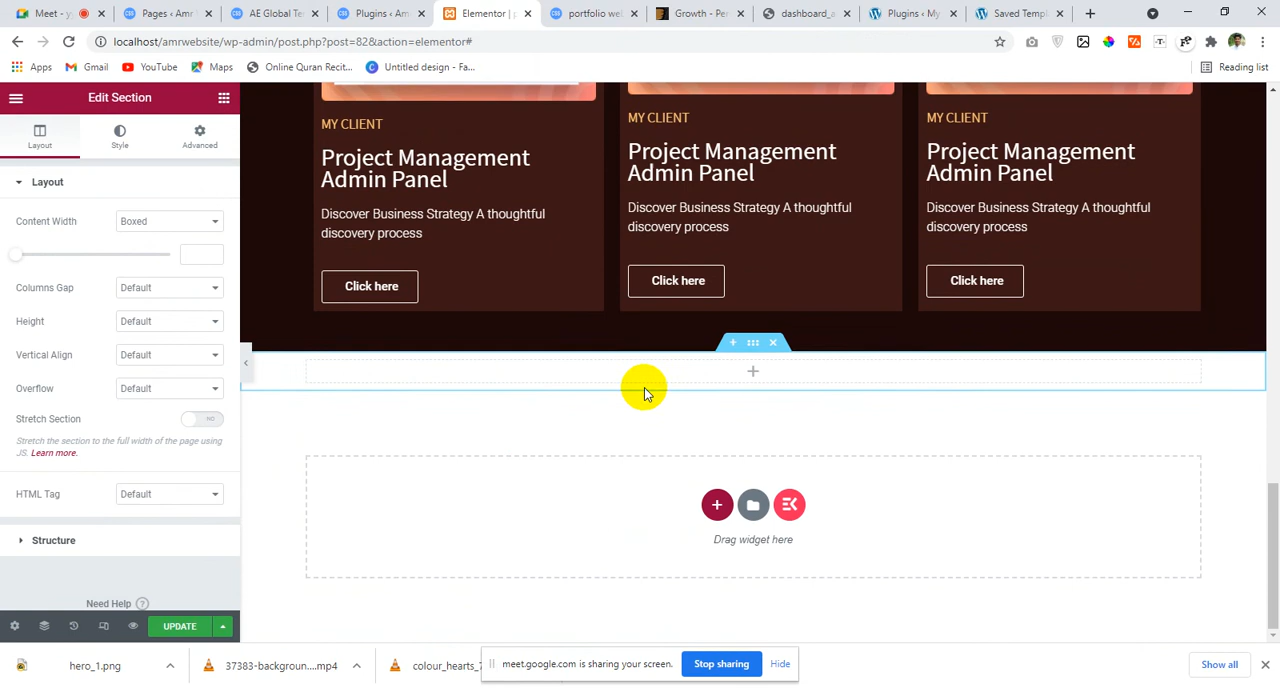 Meet - y
Pages ‹ Amr
AE Global Te
Plugins ‹ Am
Elementor | p
portfolio web
Growth - Per
dashboard_a
Plugins ‹ My
Saved Templ
localhost/amrwebsite/wp-admin/post.php?post=82&action=elementor#
Apps
Gmail
YouTube
Maps
Online Quran Recit...
Untitled design - Fa...
Reading list
Edit Section
Layout
Style
Advanced
Layout
Content Width
Boxed
Columns Gap
Default
Height
Default
Vertical Align
Default
Overflow
Default
Stretch Section
NO
Stretch the section to the full width of the page using
JS. Learn more.
HTML Tag
Default
Structure
Need Help
UPDATE
MY CLIENT
Project Management
Admin Panel
Discover Business Strategy A thoughtful
discovery process
Click here
MY CLIENT
Project Management
Admin Panel
Discover Business Strategy A thoughtful
discovery process
Click here
MY CLIENT
Project Management
Admin Panel
Discover Business Strategy A thoughtful
discovery process
Click here
Drag widget here
hero_1.png
37383-backgroun....mp4
colour_hearts_
meet.google.com is sharing your screen.
Stop sharing
Hide
Show all